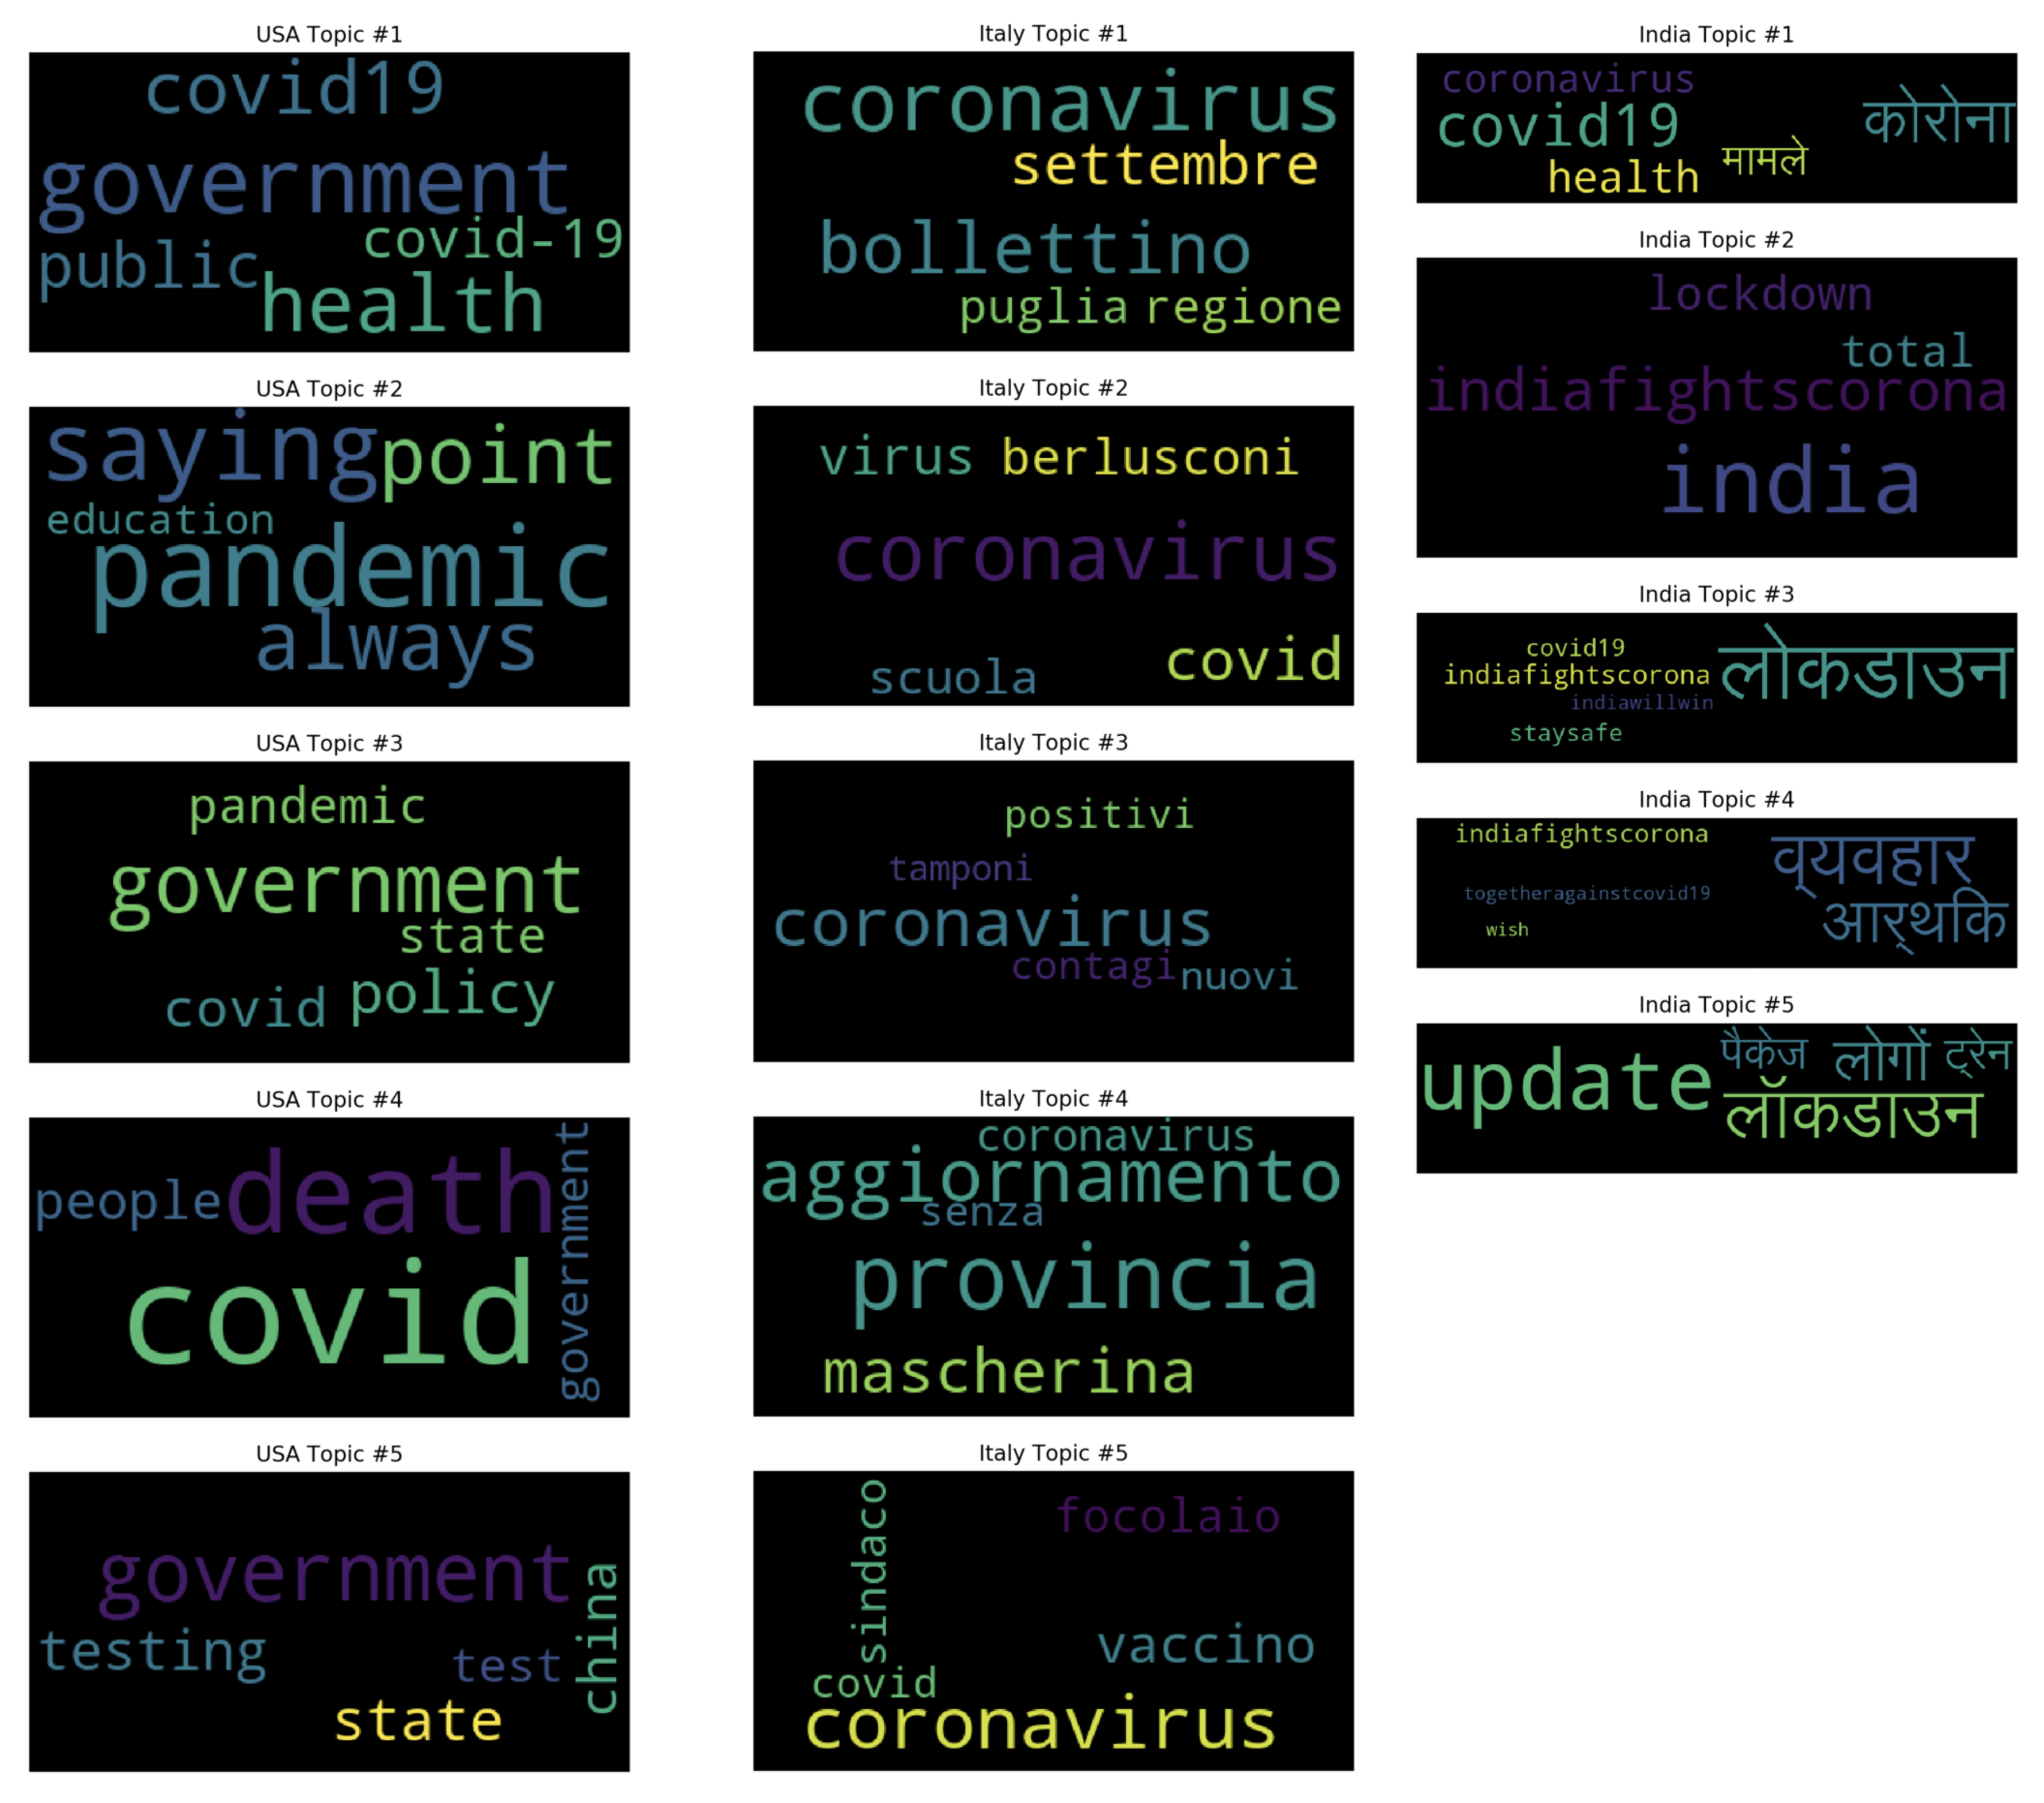 USA Topic #1
covid19
government
covid-19
public
health
USA Topic #2
saying point
education
pandemic
always
USA Topic #3
pandemic
government
state
policy
covid
USA Topic #4
people death government
covid
USA Topic #5
government
china
testing
test
state
Italy Topic #1
coronavirus
settembre
bollettino
puglia regione
Italy Topic #2
virus berlusconi
coronavirus
covid
scuola
Italy Topic #3
positivi
tamponi
coronavirus
contagi nuovi
Italy Topic #4
coronavirus
aggiornamento
senza
provincia
mascherina
Italy Topic #5
sindaco
focolaio
vaccino
covid
coronavirus
India Topic #1
coronavirus
covid19
कोरोना
health
मामले
India Topic #2
lockdown
total
indiafightscorona
india
India Topic #3
covid19
indiafightscorona
लोकडाउन
indiawillwin
staysafe
India Topic #4
indiafightscorona
व्यवहार
togetheragainstcovid19
आर्थिक
wish
India Topic #5
update
पैकेज लोगों ट्रेन
लॉकडाउन